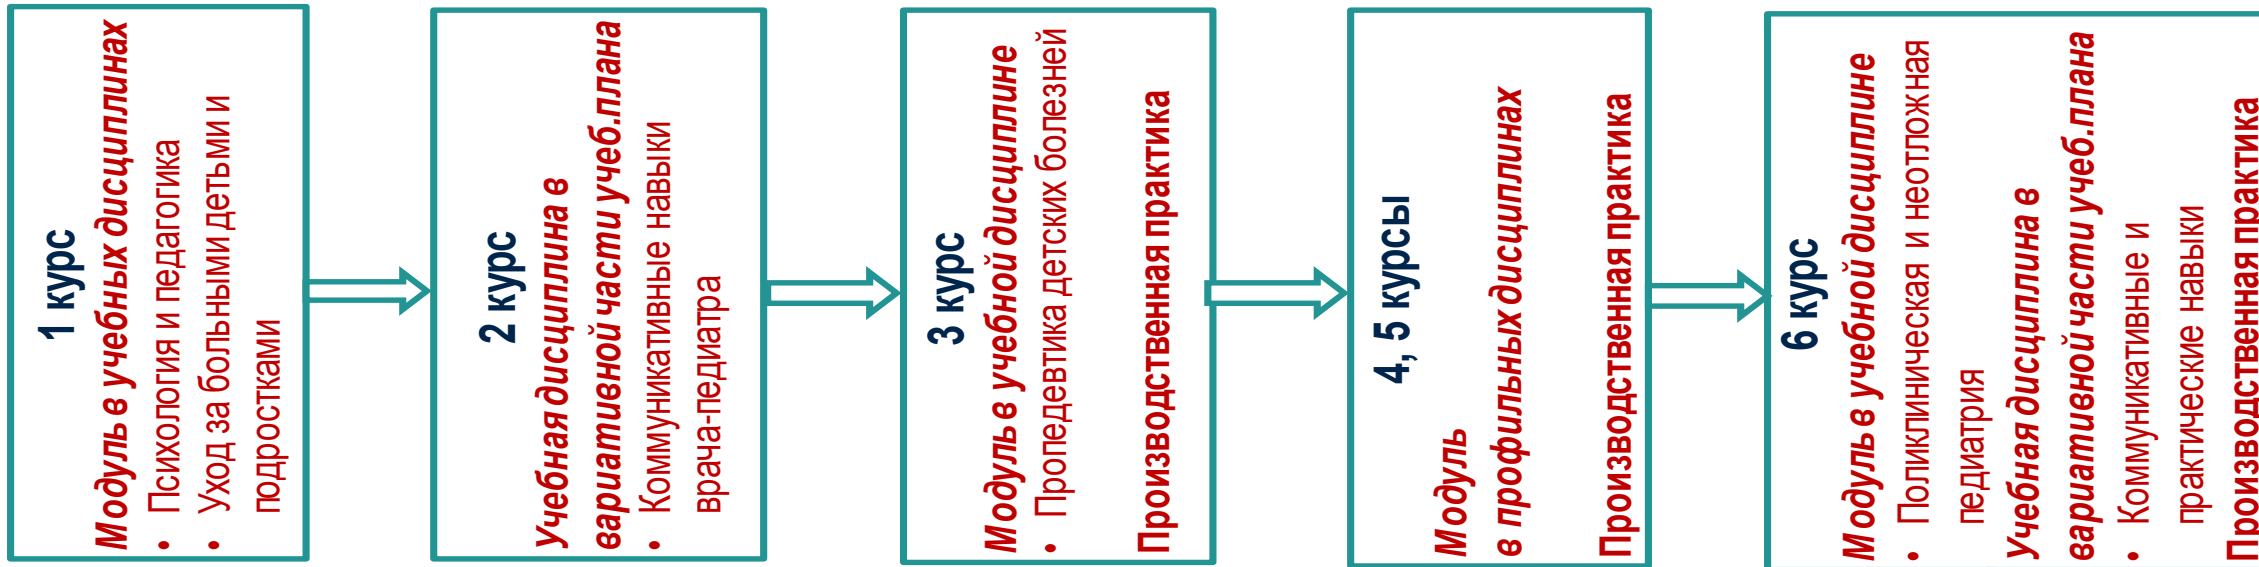 1 курс
Модуль в учебных дисциплинах
• Психология и педагогика
• Уход за больными детьми и
подростками
2 курс
Учебная дисциплина в
вариативной части учеб.плана
• Коммуникативные навыки
врача-педиатра
3 курс
Модуль в учебной дисциплине
• Пропедевтика детских болезней
Производственная практика
4, 5 курсы
Модуль
в профильных дисциплинах
Производственная практика
6 курс
Модуль в учебной дисциплине
• Поликлиническая и неотложная
педиатрия
Учебная дисциплина в
вариативной части учеб.плана
• Коммуникативные и
практические навыки
Производственная практика